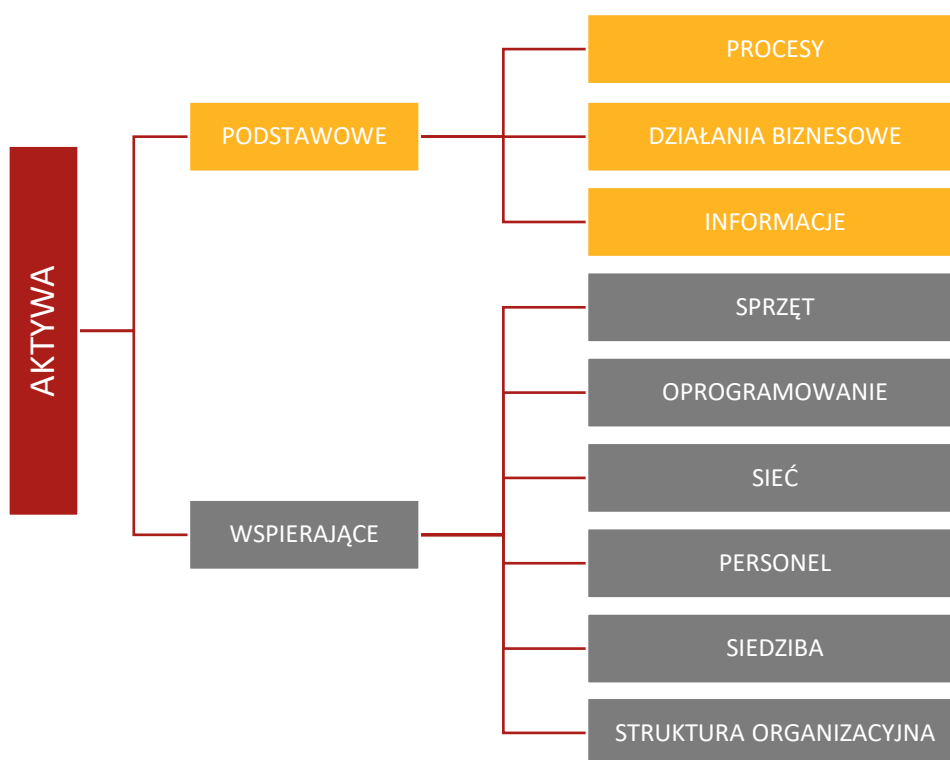 AKTYWA
PODSTAWOWE
PROCESY
DZIAŁANIA BIZNESOWE
INFORMACJE
WSPIERAJĄCE
SPRZĘT
OPROGRAMOWANIE
SIEĆ
PERSONEL
SIEDZIBA
STRUKTURA ORGANIZACYJNA